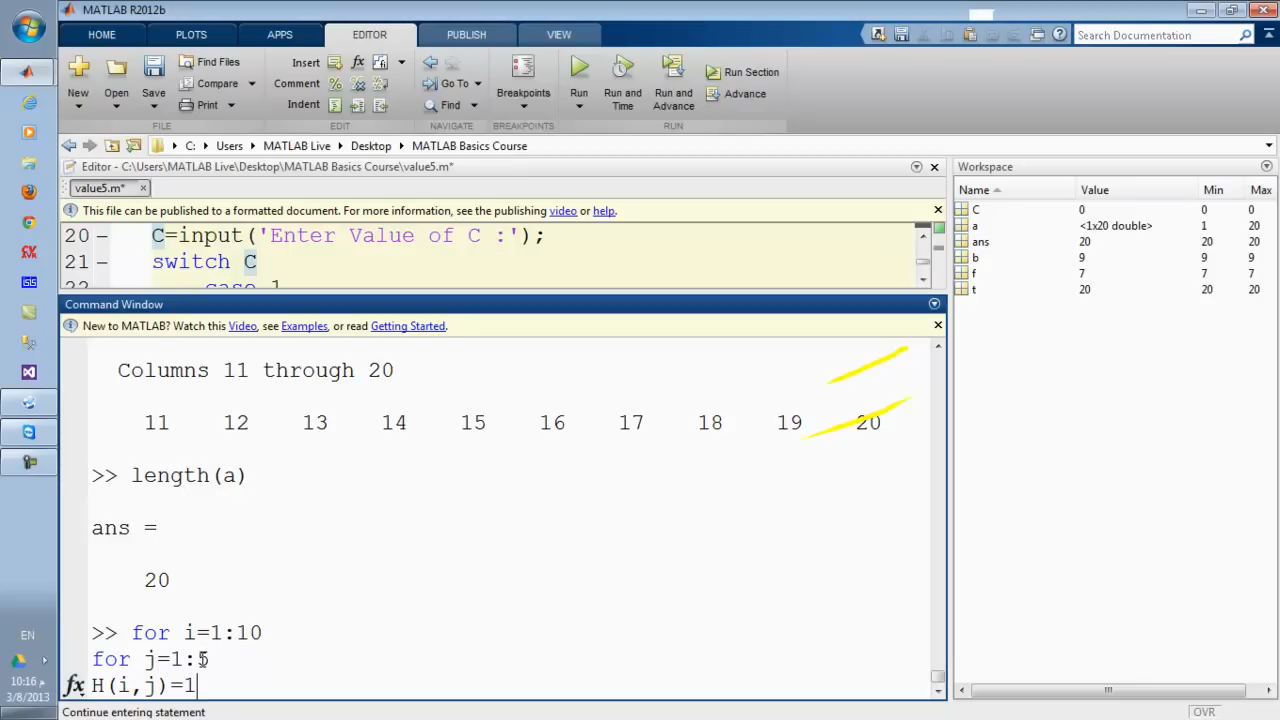 MATLAB R2012b
HOME PLOTS APPS EDITOR PUBLISH VIEW
Search Documentation
New Open Save Find Files Compare Print
Insert Comment Indent
Go To Find
Breakpoints
Run Run and Time Run and Advance Run Section Advance
FILE EDIT NAVIGATE BREAKPOINTS RUN
C: Users MATLAB Live Desktop MATLAB Basics Course
Editor - C:\Users\MATLAB Live\Desktop\MATLAB Basics Course\value5.m*
value5.m*
This file can be published to a formatted document. For more information, see the publishing video or help.
20 – C=input('Enter Value of C :');
21 – switch C
22 case 1
Command Window
New to MATLAB? Watch this Video, see Examples, or read Getting Started.
Columns 11 through 20
11 12 13 14 15 16 17 18 19 20
>> length(a)
ans =
20
>> for i=1:10
for j=1:5
fx H(i,j)=1
Continue entering statement
OVR
Workspace
Name Value Min Max
C 0 0 0
a <1x20 double> 1 20
ans 20 20 20
b 9 9 9
f 7 7 7
t 20 20 20
EN
10:16 م
3/8/2013